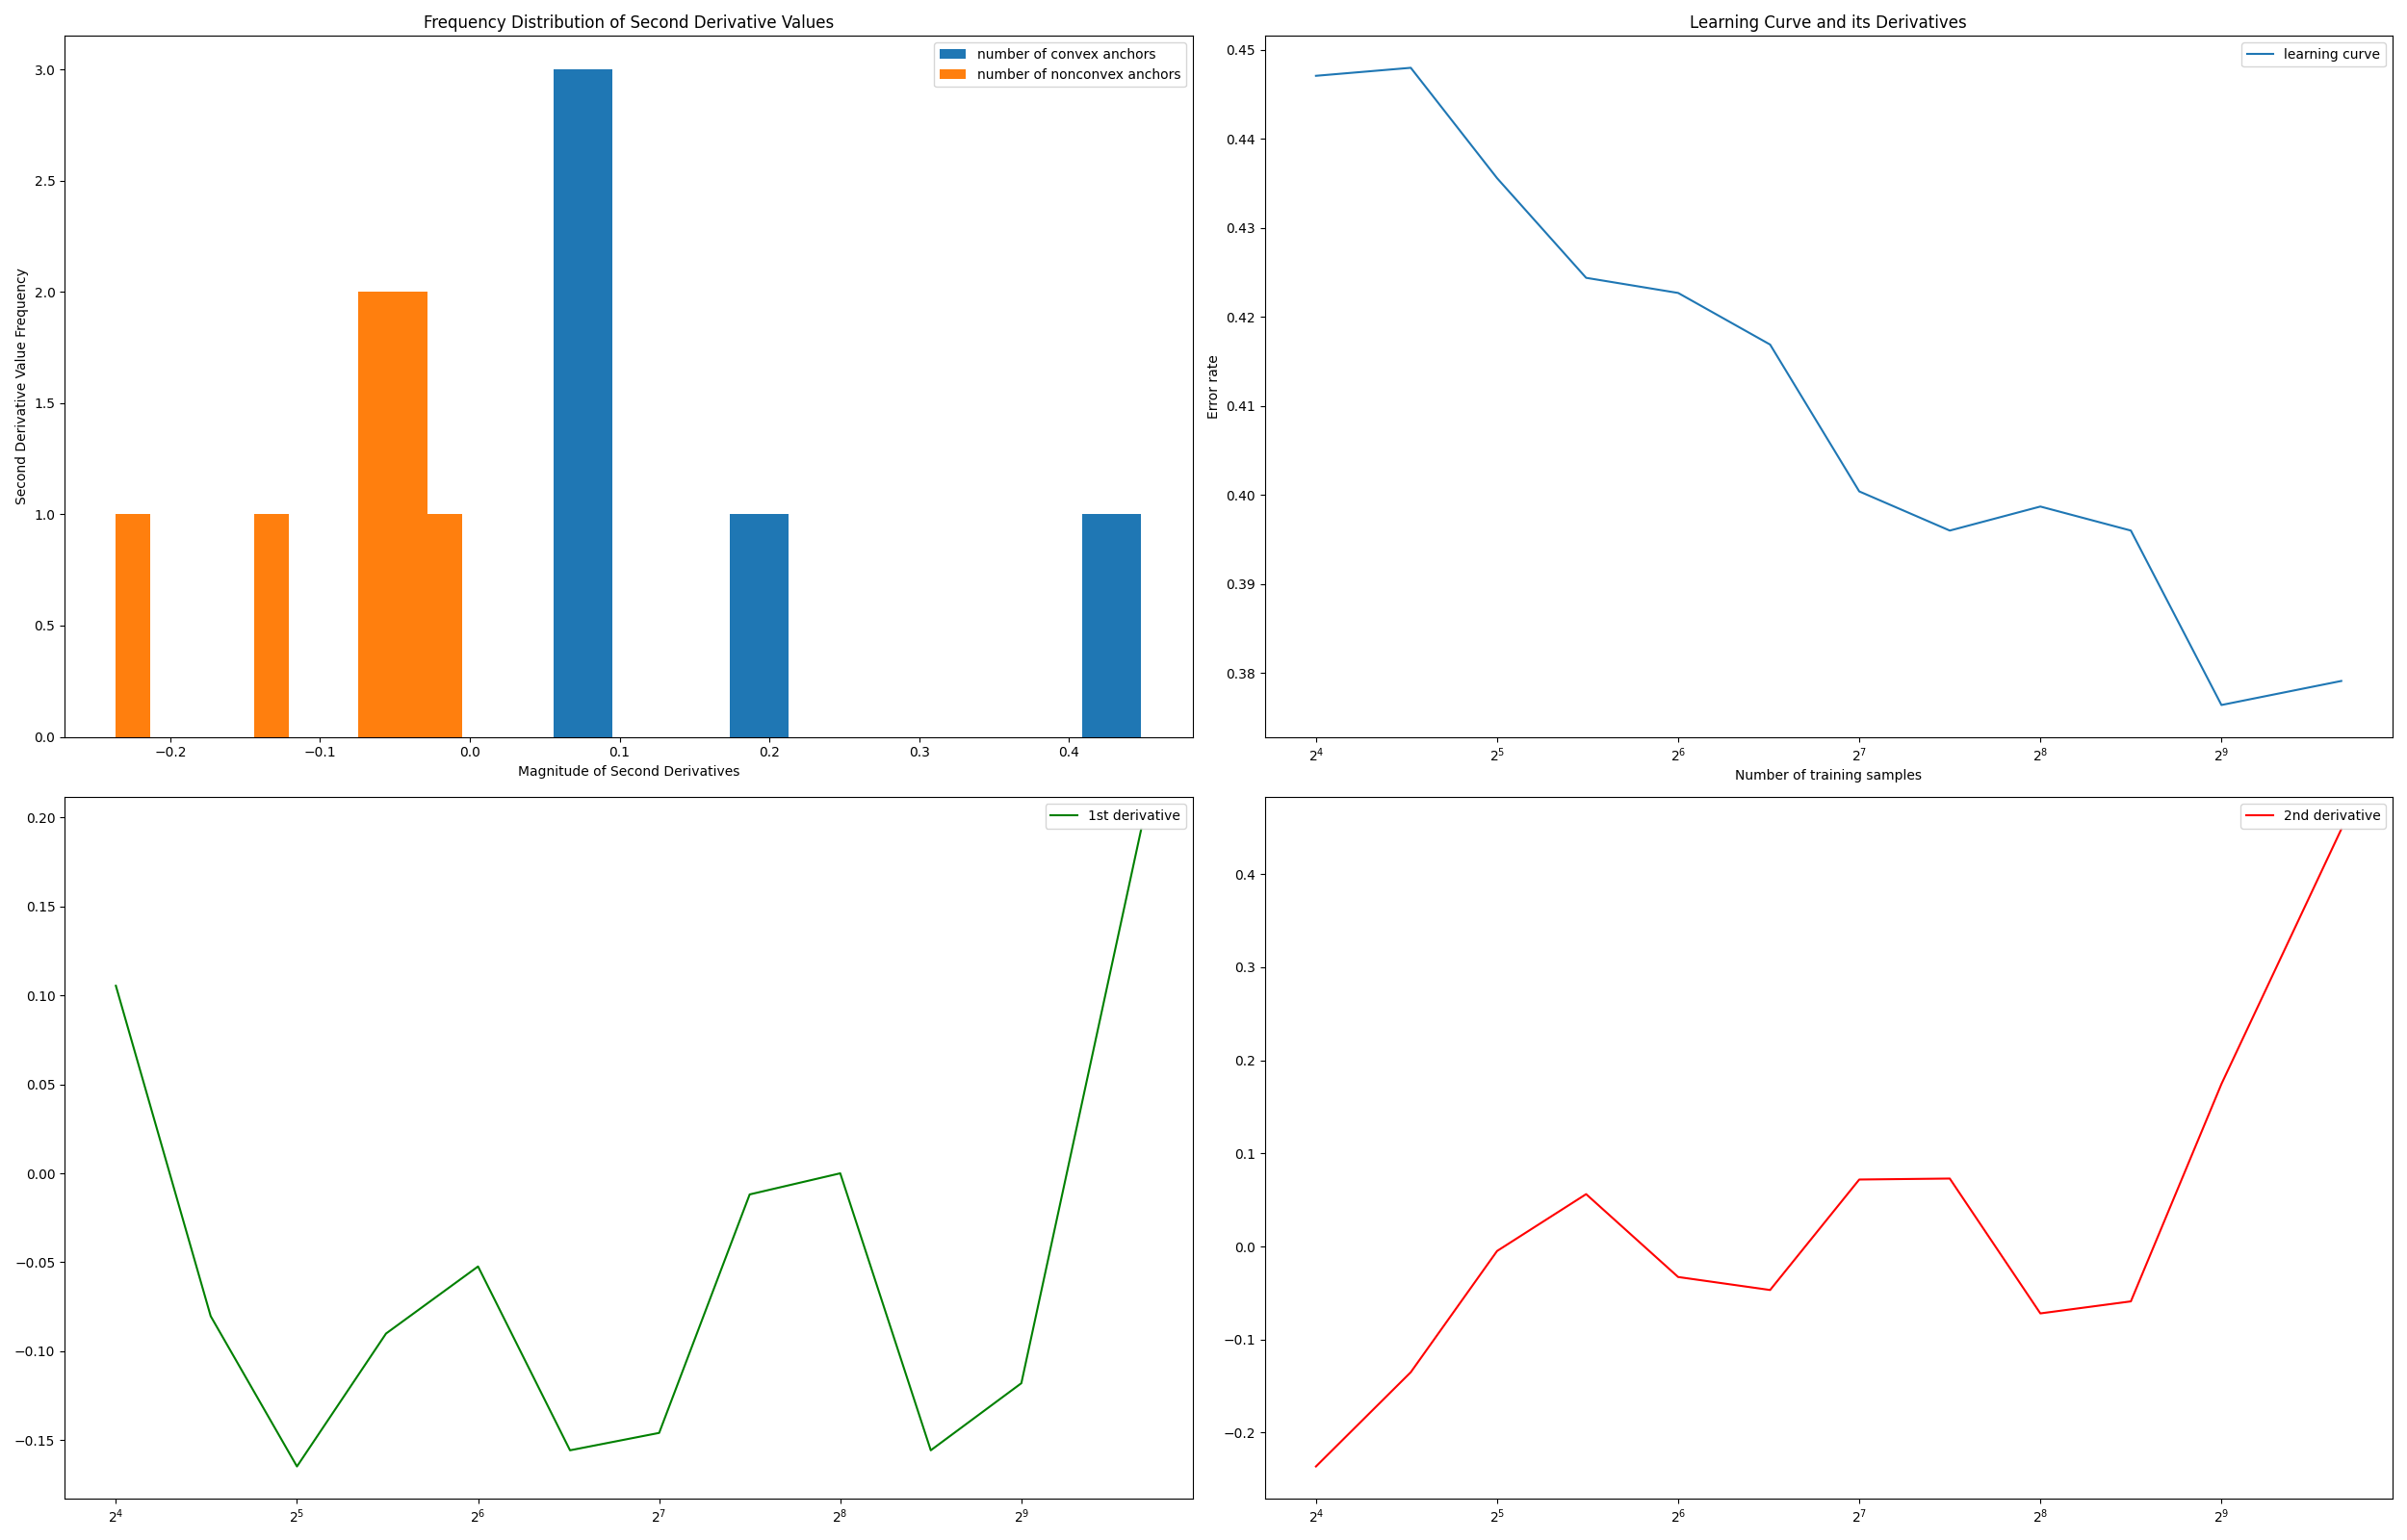 Frequency Distribution of Second Derivative Values
number of convex anchors
number of nonconvex anchors
Second Derivative Value Frequency
3.0
2.5
2.0
1.5
1.0
0.5
0.0
−0.2 −0.1 0.0 0.1 0.2 0.3 0.4
Magnitude of Second Derivatives
Learning Curve and its Derivatives
learning curve
Error rate
0.45
0.44
0.43
0.42
0.41
0.40
0.39
0.38
2⁴ 2⁵ 2⁶ 2⁷ 2⁸ 2⁹
Number of training samples
1st derivative
0.20
0.15
0.10
0.05
0.00
−0.05
−0.10
−0.15
2⁴ 2⁵ 2⁶ 2⁷ 2⁸ 2⁹
2nd derivative
0.4
0.3
0.2
0.1
0.0
−0.1
−0.2
2⁴ 2⁵ 2⁶ 2⁷ 2⁸ 2⁹